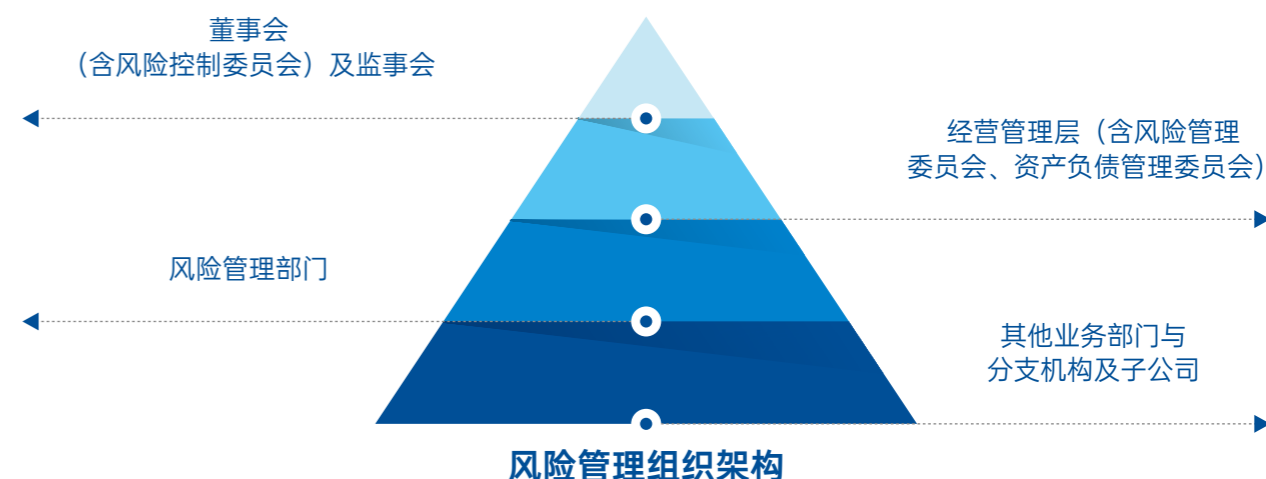 董事会
（含风险控制委员会）及监事会
经营管理层（含风险管理
委员会、资产负债管理委员会）
风险管理部门
其他业务部门与
分支机构及子公司
风险管理组织架构